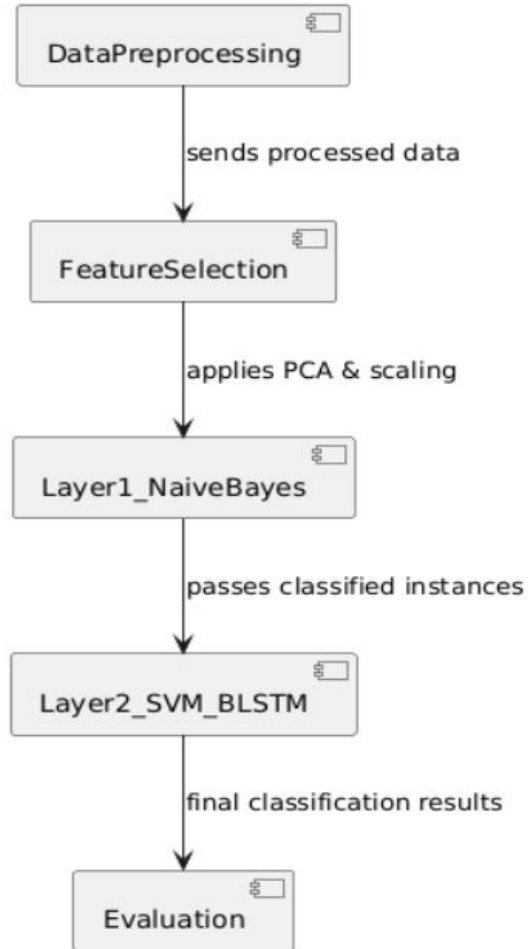 DataPreprocessing
sends processed data
FeatureSelection
applies PCA & scaling
Layer1_NaiveBayes
passes classified instances
Layer2_SVM_BLSTM
final classification results
Evaluation